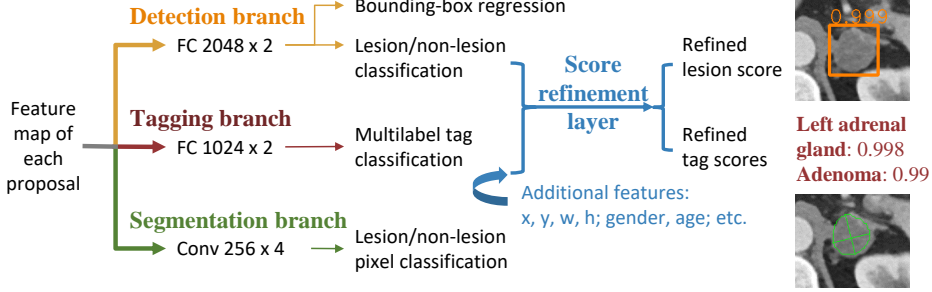 Detection branch
FC 2048 x 2
Bounding-box regression
Lesion/non-lesion
classification
Feature
map of
each
proposal
Tagging branch
FC 1024 x 2
Multilabel tag
classification
Segmentation branch
Conv 256 x 4
Lesion/non-lesion
pixel classification
Score
refinement
layer
Additional features:
x, y, w, h; gender, age; etc.
Refined
lesion score
Refined
tag scores
0.999
Left adrenal
gland: 0.998
Adenoma: 0.99